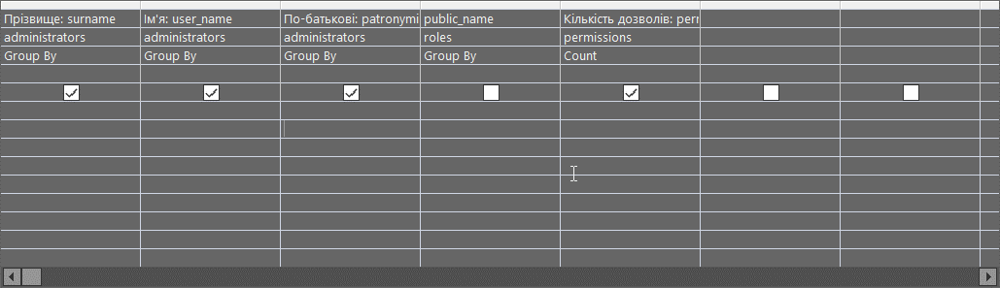 Прізвище: surname Ім'я: user_name По-батькові: patronymi public_name Кількість дозволів:
administrators administrators administrators roles permissions
Group By Group By Group By Group By Count